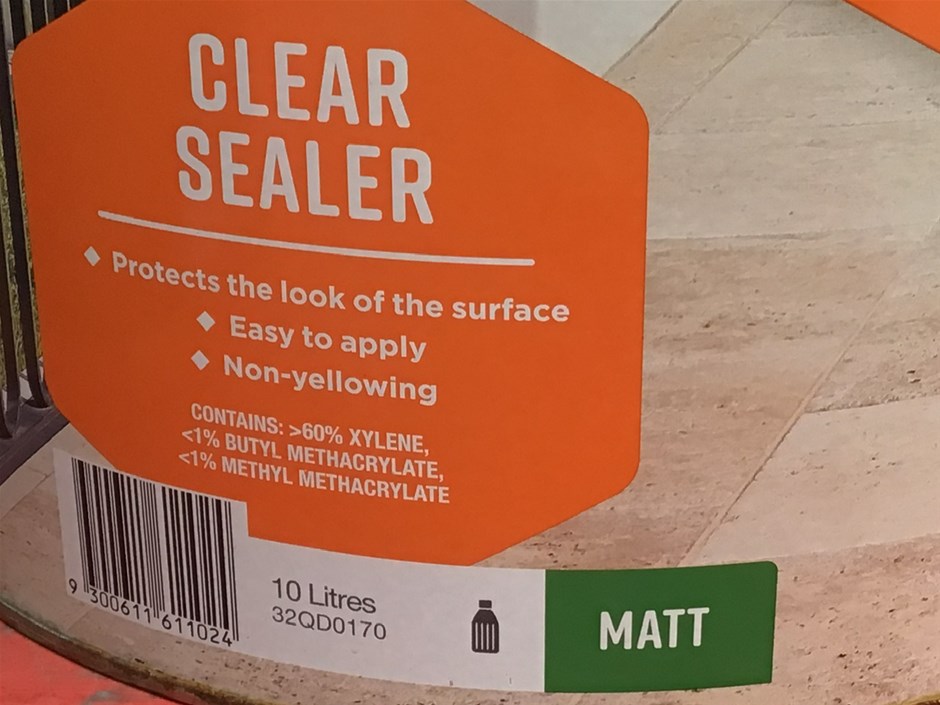 CLEAR
SEALER
Protects the look of the surface
Easy to apply
Non-yellowing
CONTAINS: >60% XYLENE,
<1% BUTYL METHACRYLATE,
<1% METHYL METHACRYLATE
9 300611 611024
10 Litres
32QD0170
MATT